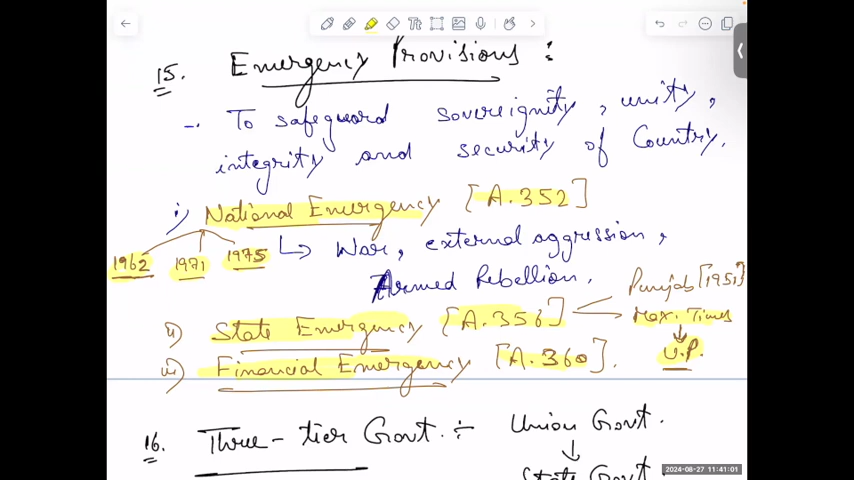 15. Emergency Provisions :
- To safeguard sovereignity, unity,
integrity and security of Country.
i) National Emergency [A.352]
1962 1971 1975 ↳ War, external aggression,
Armed Rebellion.
Punjab [1951]
ii) State Emergency [A.356] Max. Times
iii) Financial Emergency [A.360]. U.P.
16. Three-tier Govt. ÷ Union Govt.
↓
State Govt.
2024-08-27 11:41:01